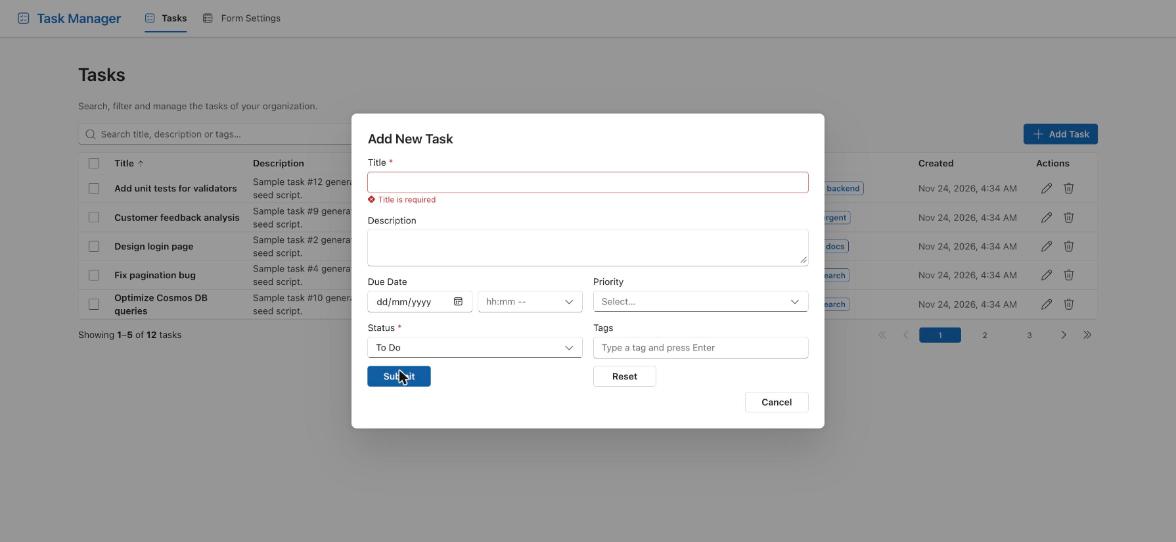 Task Manager Tasks Form Settings
Tasks
Search, filter and manage the tasks of your organization.
Search title, description or tags...
Add Task
Title ↑ Description Created Actions
Add unit tests for validators Sample task #12 genera backend Nov 24, 2026, 4:34 AM
seed script.
Customer feedback analysis Sample task #9 genera rgent Nov 24, 2026, 4:34 AM
seed script.
Design login page Sample task #2 genera docs Nov 24, 2026, 4:34 AM
seed script.
Fix pagination bug Sample task #4 genera earch Nov 24, 2026, 4:34 AM
seed script.
Optimize Cosmos DB queries Sample task #10 genera earch Nov 24, 2026, 4:34 AM
seed script.
Showing 1–5 of 12 tasks
1 2 3
Add New Task
Title *
Title is required
Description
Due Date Priority
dd/mm/yyyy hh:mm -- Select...
Status * Tags
To Do Type a tag and press Enter
Submit Reset
Cancel